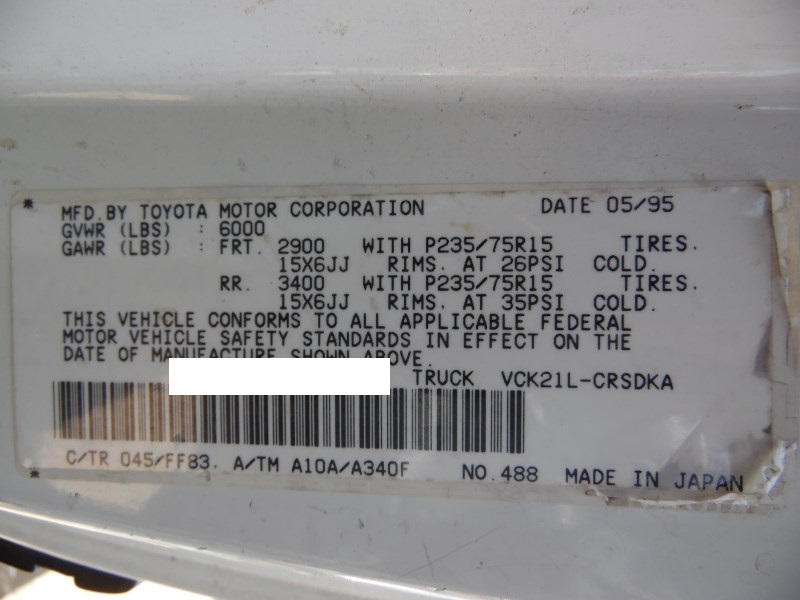 * MFD.BY TOYOTA MOTOR CORPORATION DATE 05/95
GVWR (LBS) : 6000
GAWR (LBS) : FRT. 2900 WITH P235/75R15 TIRES.
15X6JJ RIMS. AT 26PSI COLD.
RR. 3400 WITH P235/75R15 TIRES.
15X6JJ RIMS. AT 35PSI COLD.
THIS VEHICLE CONFORMS TO ALL APPLICABLE FEDERAL
MOTOR VEHICLE SAFETY STANDARDS IN EFFECT ON THE
DATE OF MANUFACTURE SHOWN ABOVE.
TRUCK VCK21L-CRSDKA
C/TR 045/FF83. A/TM A10A/A340F NO.488 MADE IN JAPAN
*